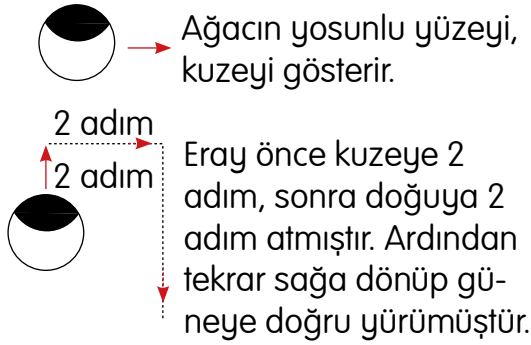 Ağacın yosunlu yüzeyi,
kuzeyi gösterir.
2 adım
2 adım
Eray önce kuzeye 2
adım, sonra doğuya 2
adım atmıştır. Ardından
tekrar sağa dönüp gü-
neye doğru yürümüştür.